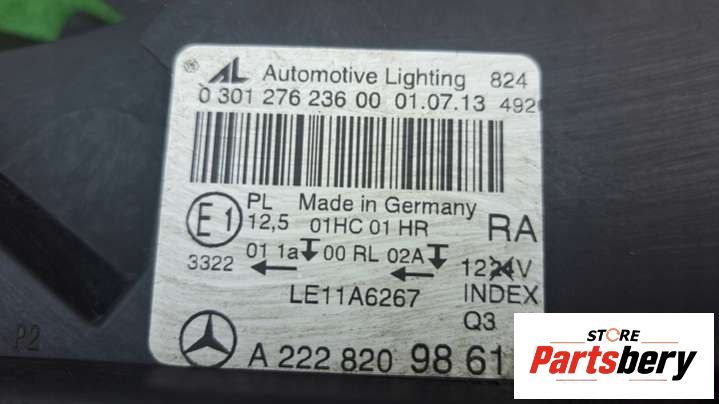 AL Automotive Lighting 824
0 301 276 236 00 01.07.13 492
E1 PL Made in Germany
12,5 01HC 01 HR RA
3322 01 1a 00 RL 02A 1224V
LE11A6267 INDEX
Q3
A 222 820 98 61
P2
STORE
Partsbery